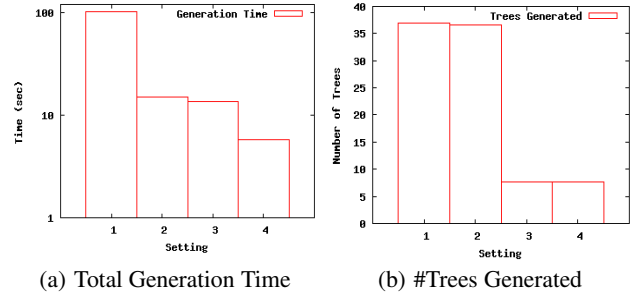 Generation Time
100
10
1
Time (sec)
1 2 3 4
Setting
(a) Total Generation Time
Trees Generated
40
35
30
25
20
15
10
5
0
Number of Trees
1 2 3 4
Setting
(b) #Trees Generated